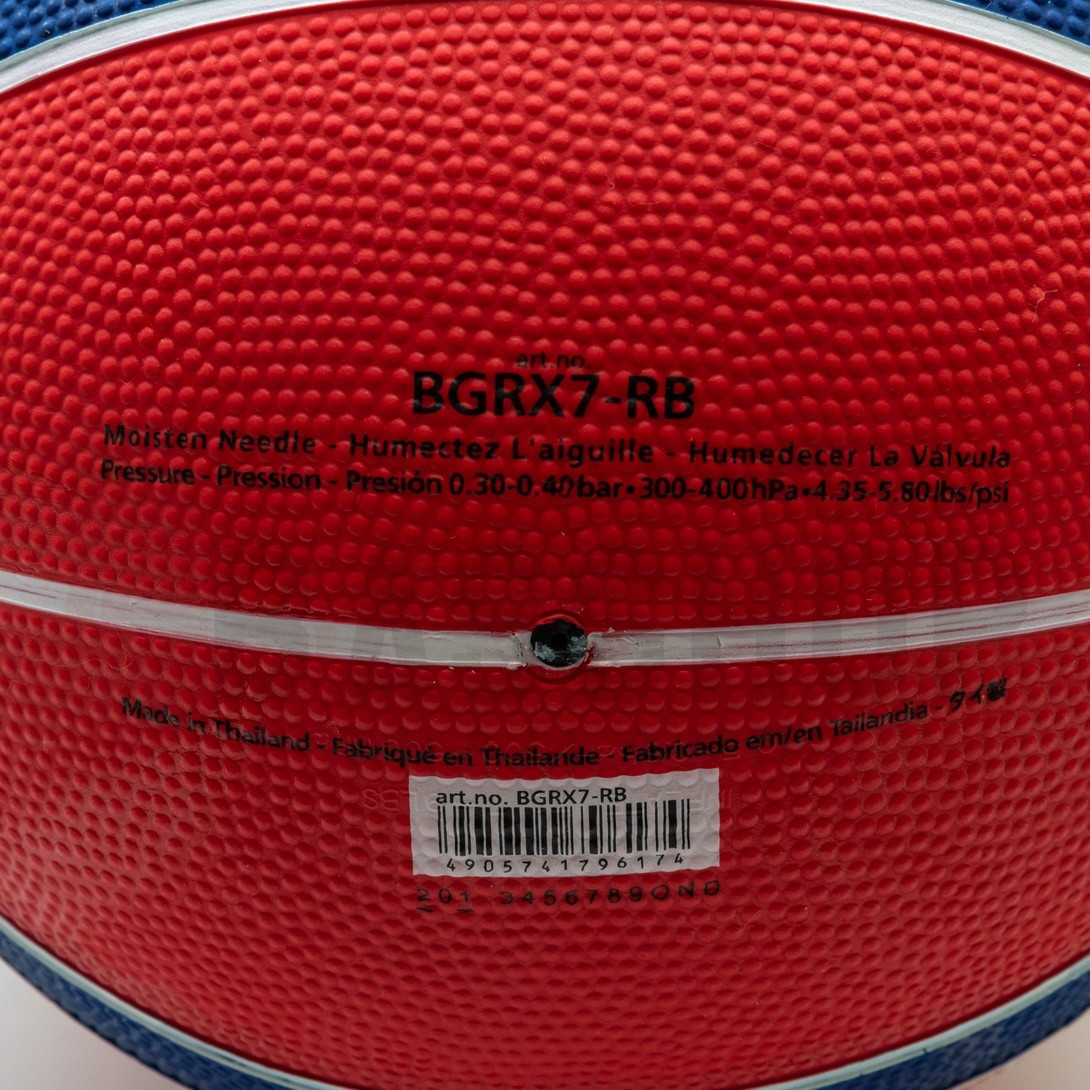 art.no.
BGRX7-RB
Moisten Needle - Humectez L'aiguille - Humedecer La Válvula
Pressure - Pression - Presión 0.30-0.40bar•300-400hPa•4.35-5.80lbs/psi
Made in Thailand - Fabriqué en Thaïlande - Fabricado em/en Tailandia - タイ製
art.no. BGRX7-RB
4905741796174
201 3456789OND